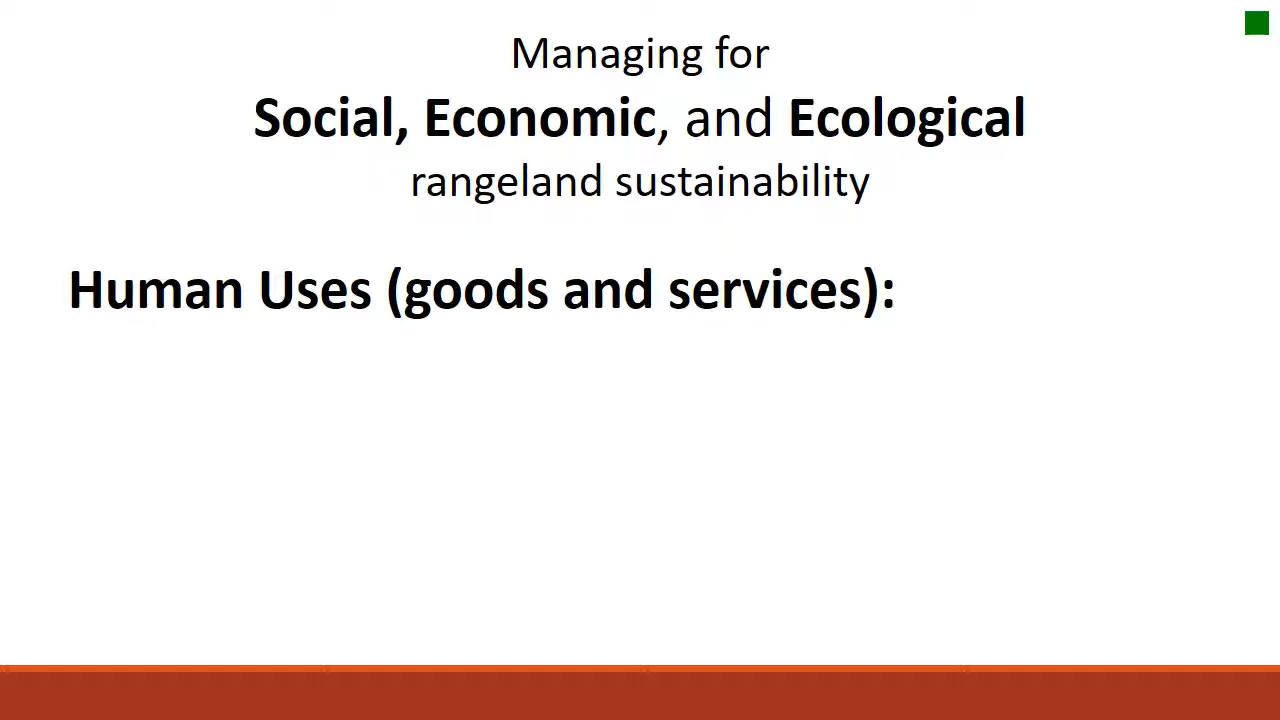 Managing for
Social, Economic, and Ecological
rangeland sustainability
Human Uses (goods and services):